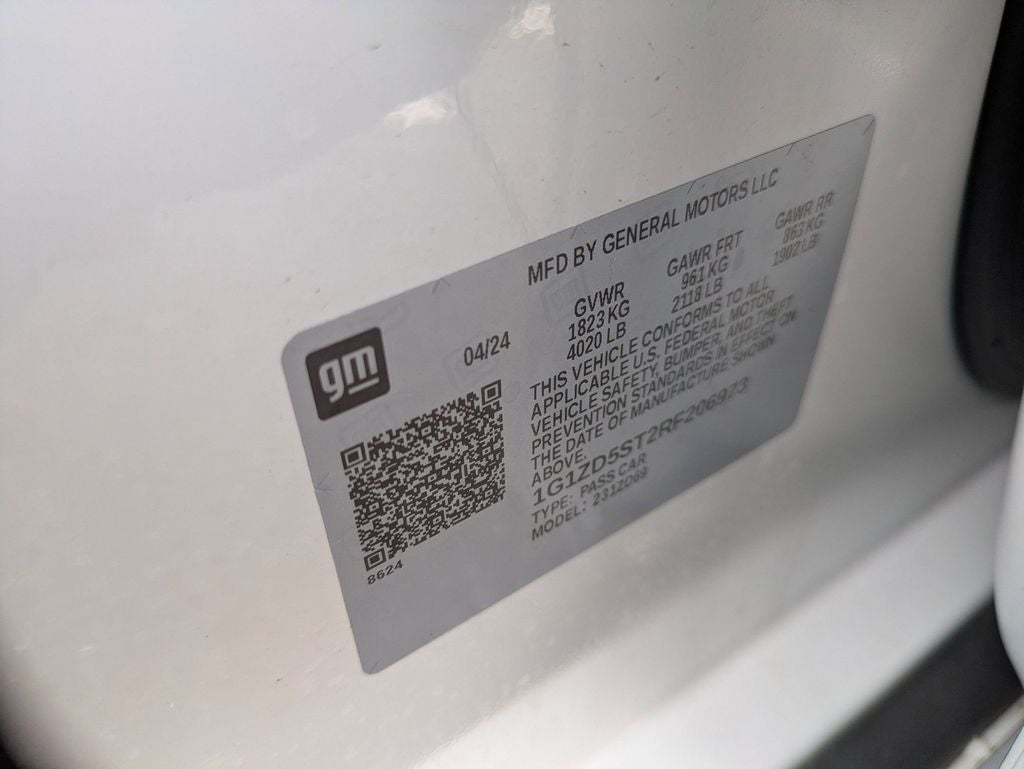 MFD BY GENERAL MOTORS LLC
gm
04/24
GVWR
1823 KG
4020 LB
GAWR FRT
961 KG
2118 LB
GAWR RR
863 KG
1902 LB
THIS VEHICLE CONFORMS TO ALL
APPLICABLE U.S. FEDERAL MOTOR
VEHICLE SAFETY, BUMPER, AND THEFT
PREVENTION STANDARDS IN EFFECT ON
THE DATE OF MANUFACTURE SHOWN
ABOVE.
1G1ZD5ST2RF206973
TYPE: PASS CAR
MODEL: 231ZD69
8624